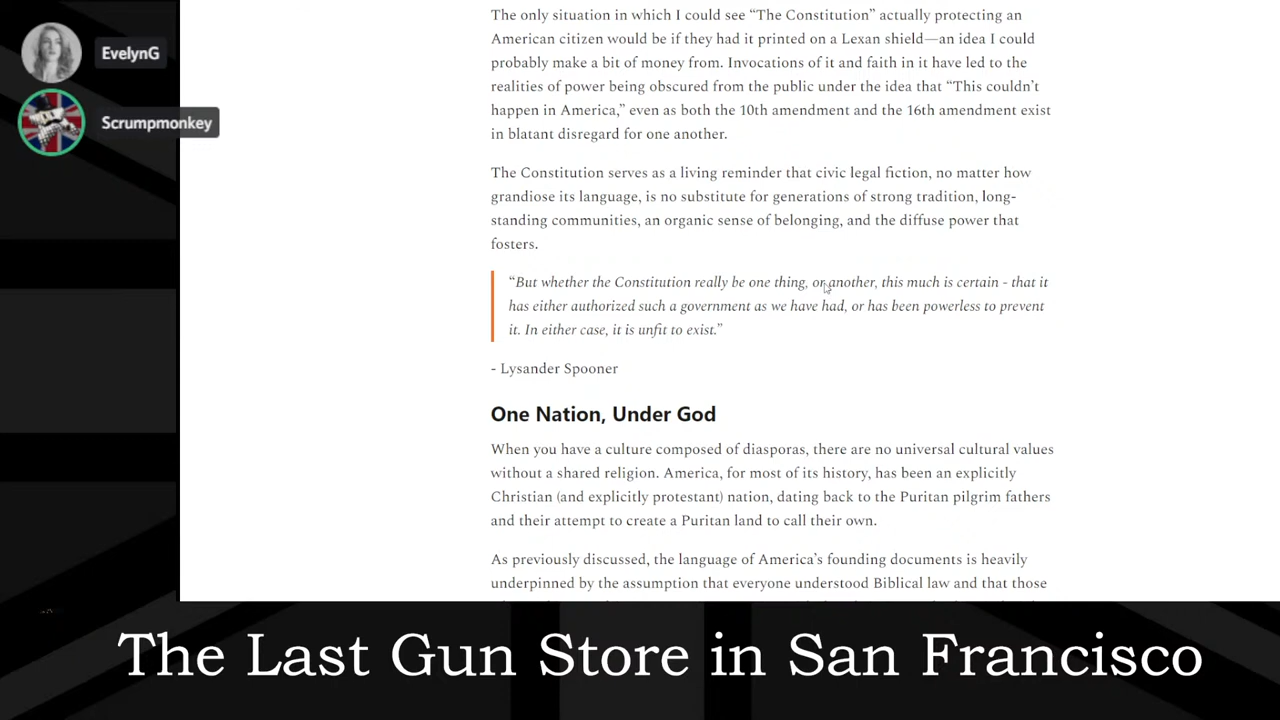 EvelynG
Scrumpmonkey
The only situation in which I could see “The Constitution” actually protecting an
American citizen would be if they had it printed on a Lexan shield—an idea I could
probably make a bit of money from. Invocations of it and faith in it have led to the
realities of power being obscured from the public under the idea that “This couldn’t
happen in America,” even as both the 10th amendment and the 16th amendment exist
in blatant disregard for one another.
The Constitution serves as a living reminder that civic legal fiction, no matter how
grandiose its language, is no substitute for generations of strong tradition, long-
standing communities, an organic sense of belonging, and the diffuse power that
fosters.
“But whether the Constitution really be one thing, or another, this much is certain - that it
has either authorized such a government as we have had, or has been powerless to prevent
it. In either case, it is unfit to exist.”
- Lysander Spooner
One Nation, Under God
When you have a culture composed of diasporas, there are no universal cultural values
without a shared religion. America, for most of its history, has been an explicitly
Christian (and explicitly protestant) nation, dating back to the Puritan pilgrim fathers
and their attempt to create a Puritan land to call their own.
As previously discussed, the language of America’s founding documents is heavily
underpinned by the assumption that everyone understood Biblical law and that those
The Last Gun Store in San Francisco